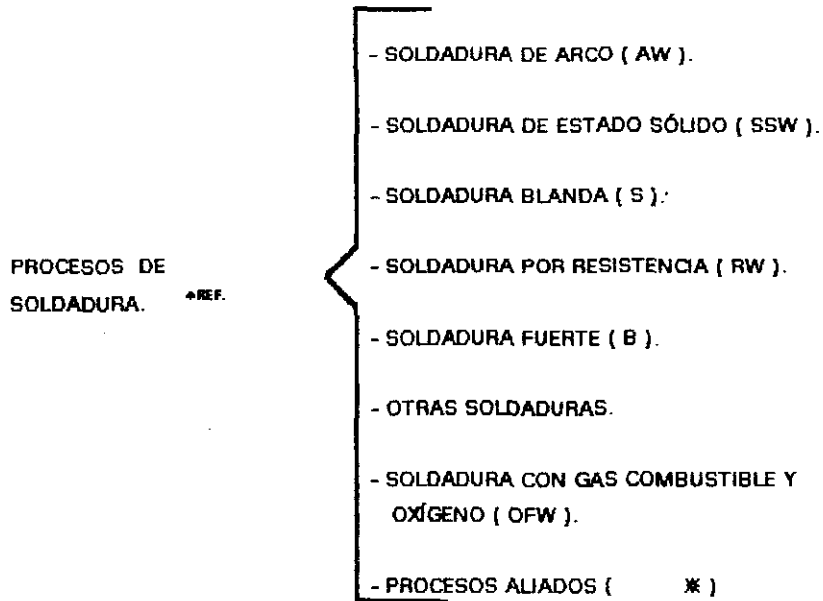 - SOLDADURA DE ARCO ( AW ).
- SOLDADURA DE ESTADO SÓLIDO ( SSW ).
- SOLDADURA BLANDA ( S ).
PROCESOS DE
SOLDADURA. *REF.
- SOLDADURA POR RESISTENCIA ( RW ).
- SOLDADURA FUERTE ( B ).
- OTRAS SOLDADURAS.
- SOLDADURA CON GAS COMBUSTIBLE Y
OXÍGENO ( OFW ).
- PROCESOS ALIADOS ( * )